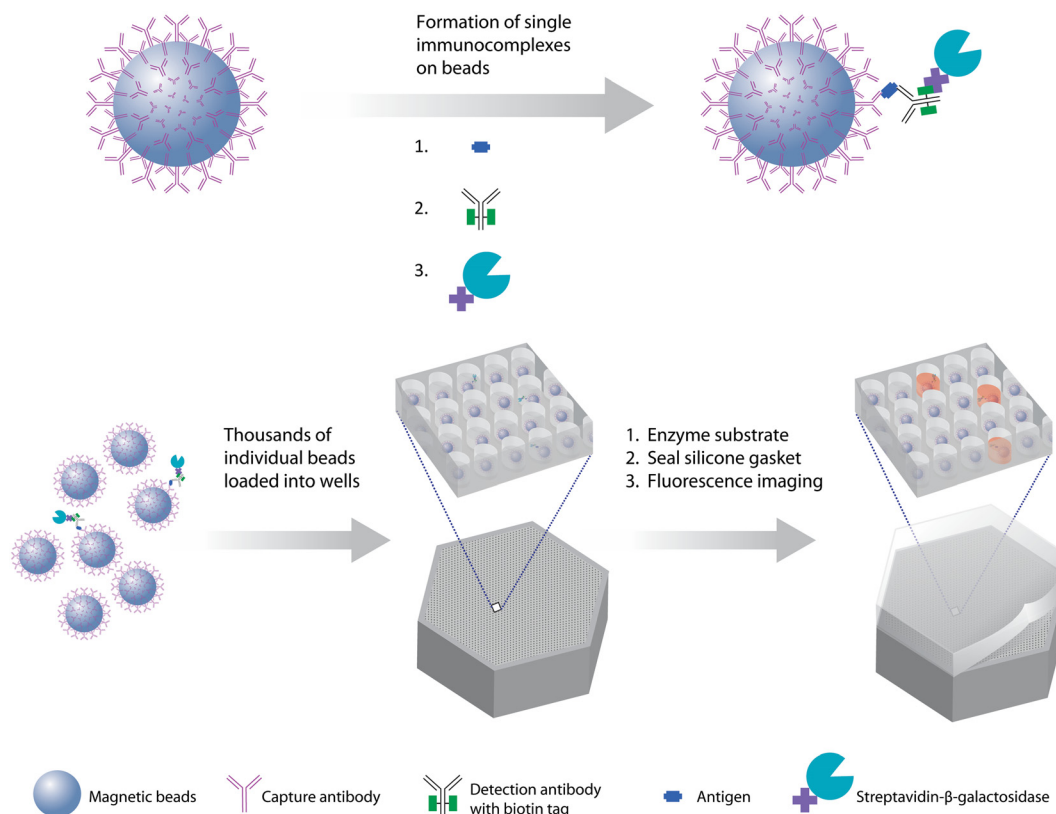 Formation of single
immunocomplexes
on beads
1.
2.
3.
Thousands of
individual beads
loaded into wells
1. Enzyme substrate
2. Seal silicone gasket
3. Fluorescence imaging
Magnetic beads
Capture antibody
Detection antibody
with biotin tag
Antigen
Streptavidin-β-galactosidase